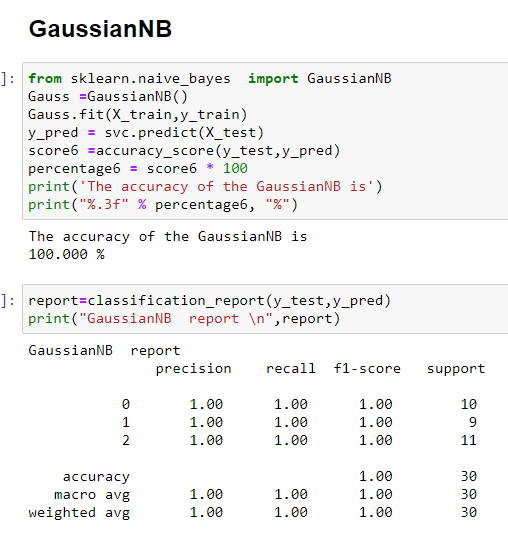 GaussianNB
]: from sklearn.naive_bayes  import GaussianNB
Gauss =GaussianNB()
Gauss.fit(X_train,y_train)
y_pred = svc.predict(X_test)
score6 =accuracy_score(y_test,y_pred)
percentage6 = score6 * 100
print('The accuracy of the GaussianNB is')
print("%.3f" % percentage6, "%")
The accuracy of the GaussianNB is
100.000 %
]: report=classification_report(y_test,y_pred)
print("GaussianNB  report \n",report)
GaussianNB  report
precision    recall  f1-score   support
0       1.00      1.00      1.00        10
1       1.00      1.00      1.00         9
2       1.00      1.00      1.00        11
accuracy                           1.00        30
macro avg       1.00      1.00      1.00        30
weighted avg       1.00      1.00      1.00        30